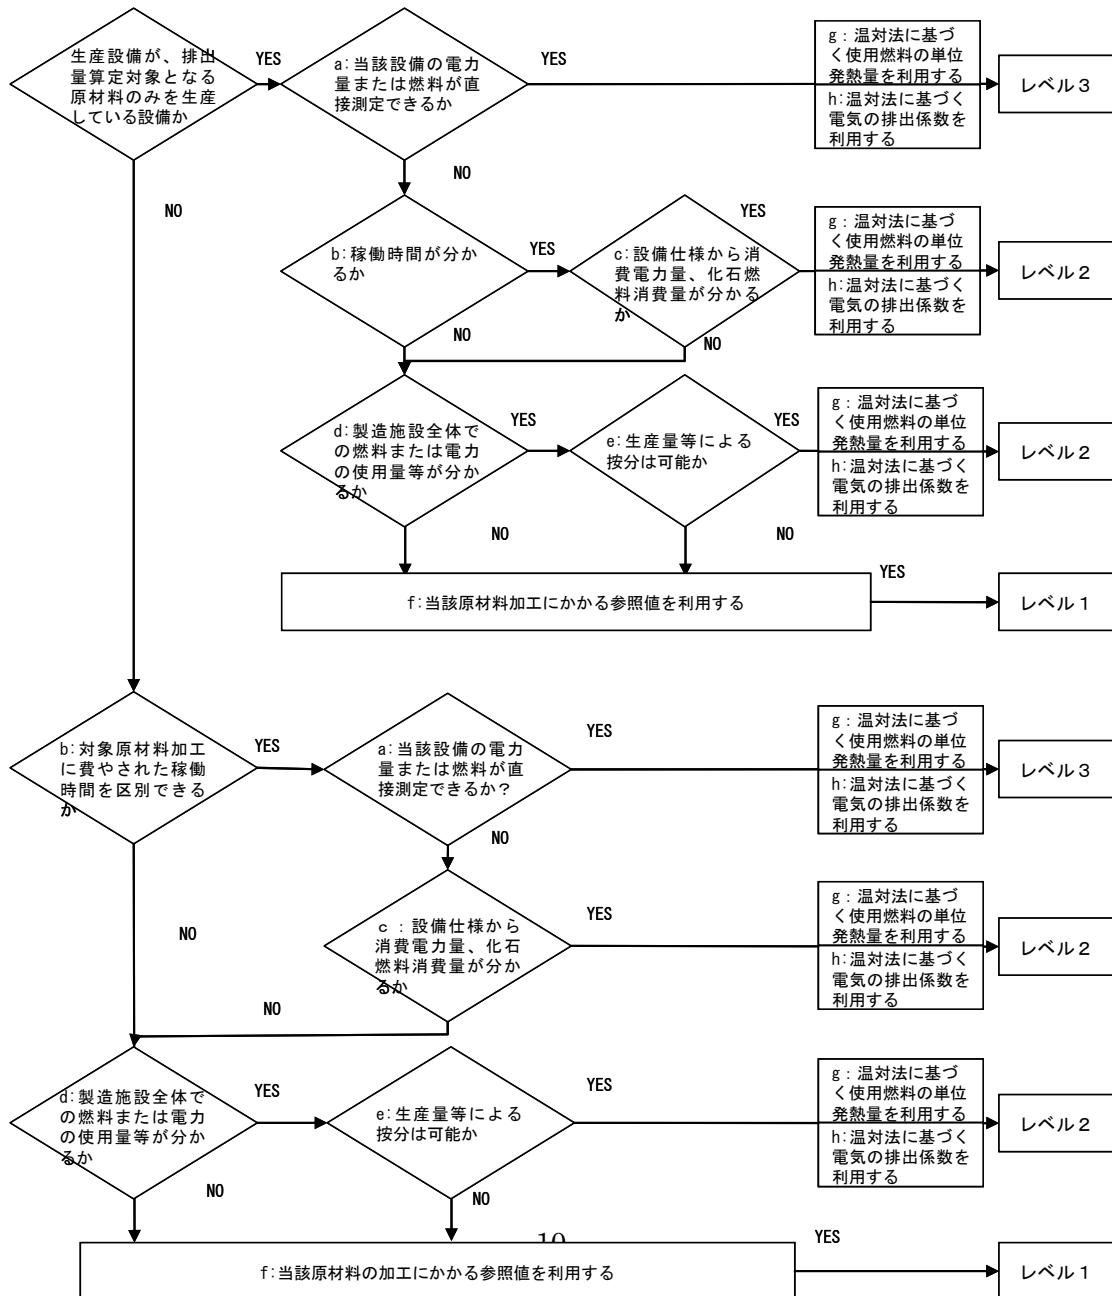 生産設備が、排出
量算定対象となる
原材料のみを生産
している設備か
YES
a:当該設備の電力
量または燃料が直
接測定できるか
YES
g：温対法に基づ
く使用燃料の単位
発熱量を利用する
h:温対法に基づく
電気の排出係数を
利用する
レベル３
NO
NO
b:稼働時間が分か
るか
YES
c:設備仕様から消
費電力量、化石燃
料消費量が分かる
か
YES
g：温対法に基づ
く使用燃料の単位
発熱量を利用する
h:温対法に基づく
電気の排出係数を
利用する
レベル２
NO
NO
d:製造施設全体で
の燃料または電力
の使用量等が分か
るか
YES
e:生産量等による
按分は可能か
YES
g：温対法に基づ
く使用燃料の単位
発熱量を利用する
h:温対法に基づく
電気の排出係数を
利用する
レベル２
NO
NO
f:当該原材料加工にかかる参照値を利用する
YES
レベル１
b:対象原材料加工
に費やされた稼働
時間を区別できる
か
YES
a:当該設備の電力
量または燃料が直
接測定できるか？
YES
g：温対法に基づ
く使用燃料の単位
発熱量を利用する
h:温対法に基づく
電気の排出係数を
利用する
レベル３
NO
NO
c：設備仕様から
消費電力量、化石
燃料消費量が分か
るか
YES
g：温対法に基づ
く使用燃料の単位
発熱量を利用する
h:温対法に基づく
電気の排出係数を
利用する
レベル２
NO
d:製造施設全体で
の燃料または電力
の使用量等が分か
るか
YES
e:生産量等による
按分は可能か
YES
g：温対法に基づ
く使用燃料の単位
発熱量を利用する
h:温対法に基づく
電気の排出係数を
利用する
レベル２
NO
NO
10
f:当該原材料の加工にかかる参照値を利用する
YES
レベル１